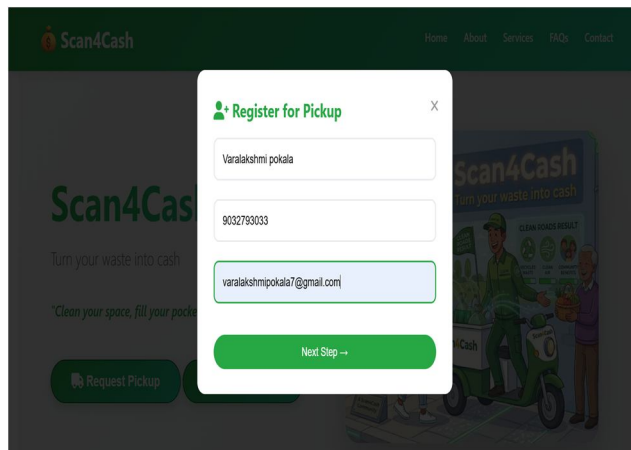 Scan4Cash
Home About Services FAQs Contact
Register for Pickup
X
Varalakshmi pokala
9032793033
varalakshmipokala7@gmail.com
Next Step →
Scan4Cas
Turn your waste into cash
"Clean your space, fill your pocke
Request Pickup
Scan4Cash
Turn your waste into cash
CLEAN ROADS RESULT
Cash